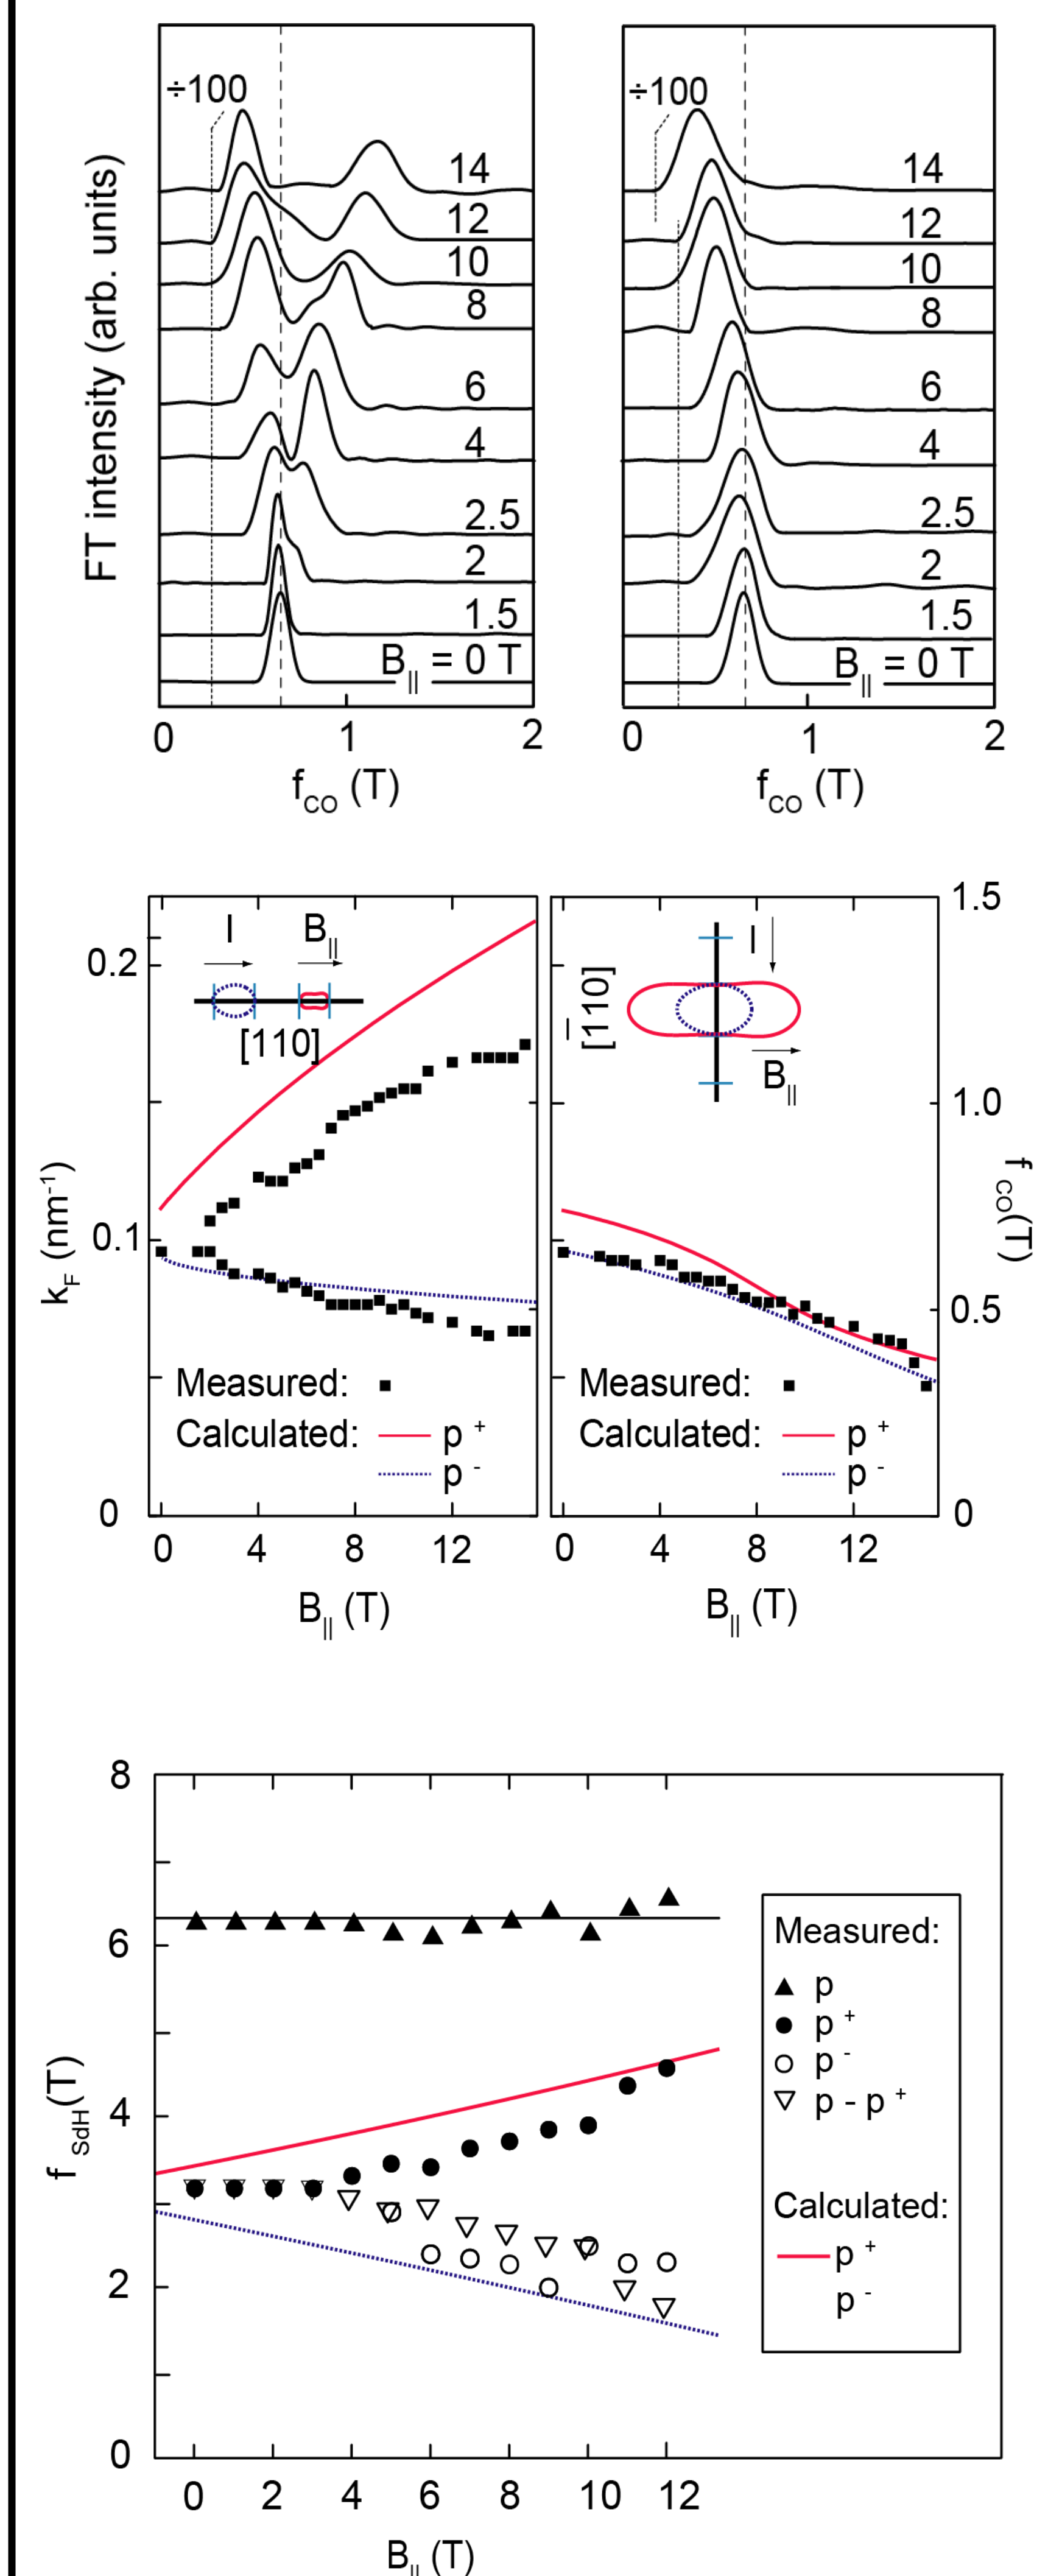 FT intensity (arb. units)
÷100
14
12
10
8
6
4
2.5
2
1.5
B|| = 0 T
0 1 2
fCO (T)
÷100
14
12
10
8
6
4
2.5
2
1.5
B|| = 0 T
0 1 2
fCO (T)
kF (nm-1)
0.2
0.1
0
I B||
[110]
Measured:
Calculated: p +
p -
0 4 8 12
B|| (T)
[1̄10]
I
B||
Measured:
Calculated: p +
p -
0 4 8 12
B|| (T)
1.5
1.0
0.5
0
f CO(T)
f SdH(T)
8
6
4
2
0
Measured:
p
p +
p -
p - p +
Calculated:
p +
p -
0 2 4 6 8 10 12
B|| (T)